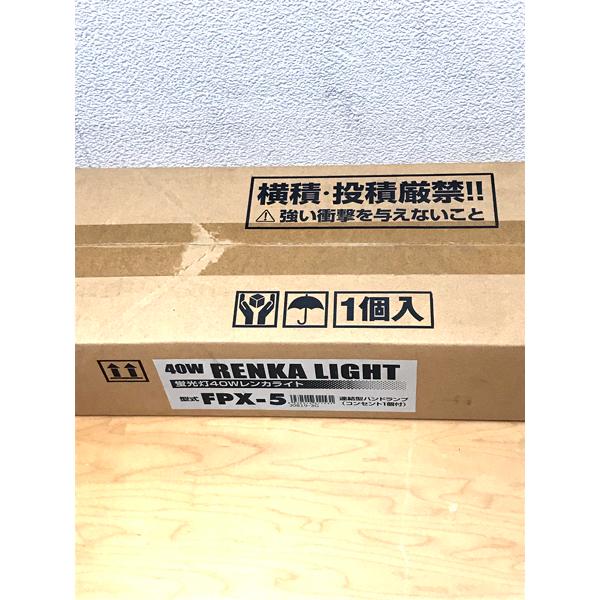 横積・投積厳禁!!
⚠強い衝撃を与えないこと
1個入
40W RENKA LIGHT
蛍光灯40Wレンカライト
型式 FPX-5
連結型ハンドランプ
(コンセント1個付)